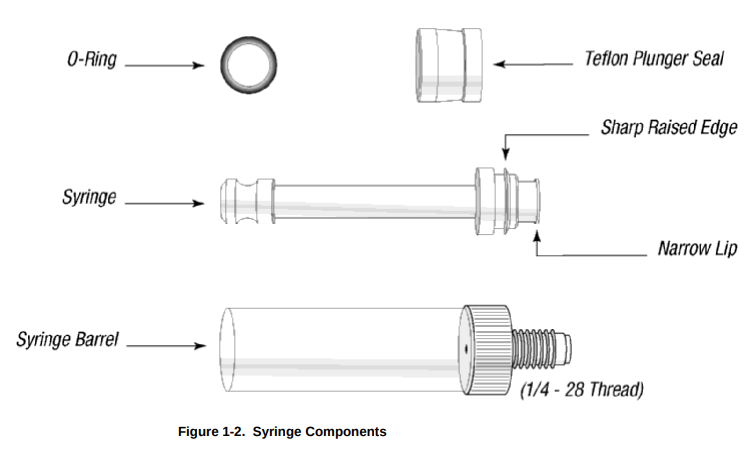 O-Ring
Teflon Plunger Seal
Sharp Raised Edge
Syringe
Narrow Lip
Syringe Barrel
(1/4 - 28 Thread)
Figure 1-2. Syringe Components